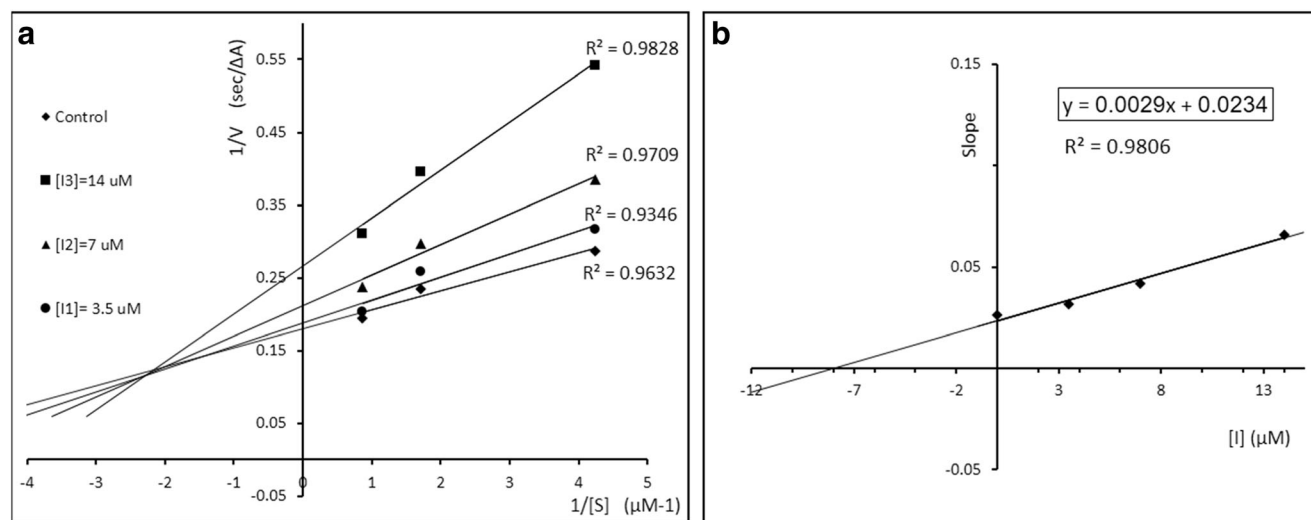 a
1/V (sec/ΔA)
0.55
0.45
0.35
0.25
0.15
0.05
-0.05
R² = 0.9828
R² = 0.9709
R² = 0.9346
R² = 0.9632
Control
[I3]=14 uM
[I2]=7 uM
[I1]= 3.5 uM
-4 -3 -2 -1 0 1 2 3 4 5
1/[S] (µM-1)
b
Slope
0.15
0.05
-0.05
y = 0.0029x + 0.0234
R² = 0.9806
-12 -7 -2 3 8 13
[I] (µM)